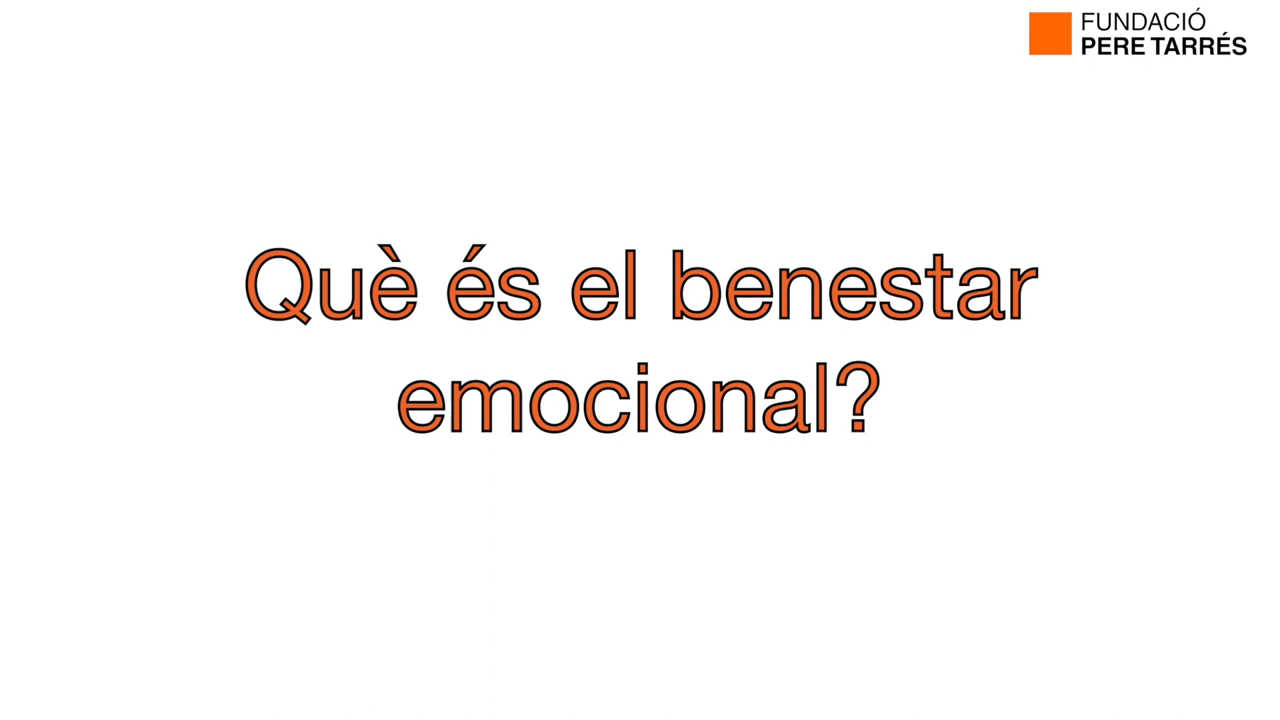 FUNDACIÓ
PERE TARRÉS
Què és el benestar
emocional?